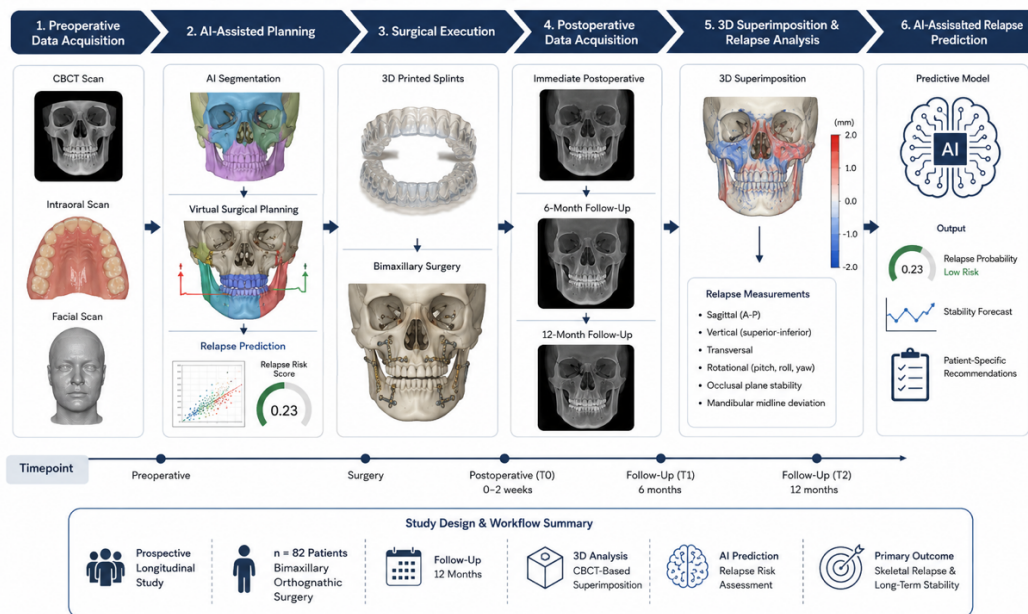 1. Preoperative
Data Acquisition
2. AI-Assisted Planning
3. Surgical Execution
4. Postoperative
Data Acquisition
5. 3D Superimposition &
Relapse Analysis
6. AI-Assisalted Relapse
Prediction
CBCT Scan
Intraoral Scan
Facial Scan
AI Segmentation
Virtual Surgical Planning
Relapse Prediction
Relapse Risk
Score
0.23
3D Printed Splints
Bimaxillary Surgery
Immediate Postoperative
6-Month Follow-Up
12-Month Follow-Up
3D Superimposition
(mm)
2.0
1.0
0.0
-1.0
-2.0
Relapse Measurements
• Sagittal (A-P)
• Vertical (superior-inferior)
• Transversal
• Rotational (pitch, roll, yaw)
• Occlusal plane stability
• Mandibular midline deviation
Predictive Model
AI
Output
0.23
Relapse Probability
Low Risk
Stability Forecast
Patient-Specific
Recommendations
Timepoint
Preoperative
Surgery
Postoperative (T0)
0–2 weeks
Follow-Up (T1)
6 months
Follow-Up (T2)
12 months
Study Design & Workflow Summary
Prospective
Longitudinal
Study
n = 82 Patients
Bimaxillary
Orthognathic
Surgery
Follow-Up
12 Months
3D Analysis
CBCT-Based
Superimposition
AI Prediction
Relapse Risk
Assessment
Primary Outcome
Skeletal Relapse &
Long-Term Stability